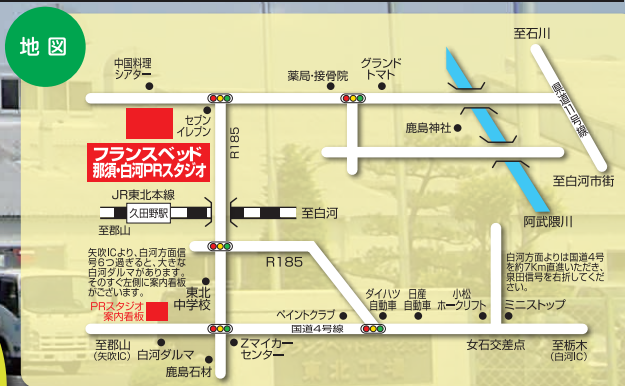 地図
至石川
中国料理
シアター
薬局・接骨院
グランド
トマト
県道11号線
セブン
イレブン
鹿島神社
R185
フランスベッド
那須・白河PRスタジオ
至白河市街
JR東北本線
久田野駅
至白河
至郡山
阿武隈川
矢吹ICより、白河方面信
号6つ過ぎると、大きな
白河ダルマがあります。
そのすぐ左側に案内看板
がございます。
R185
白河方面よりは国道4号
を約7Km直進いただき、
泉田信号を右折してくだ
さい。
東北
中学校
PRスタジオ
案内看板
ペイントクラブ
ダイハツ
自動車
日産
自動車
小松
ホークリフト
ミニストップ
国道4号線
至郡山
(矢吹IC)
白河ダルマ
Zマイカー
センター
鹿島石材
女石交差点
至栃木
(白河IC)